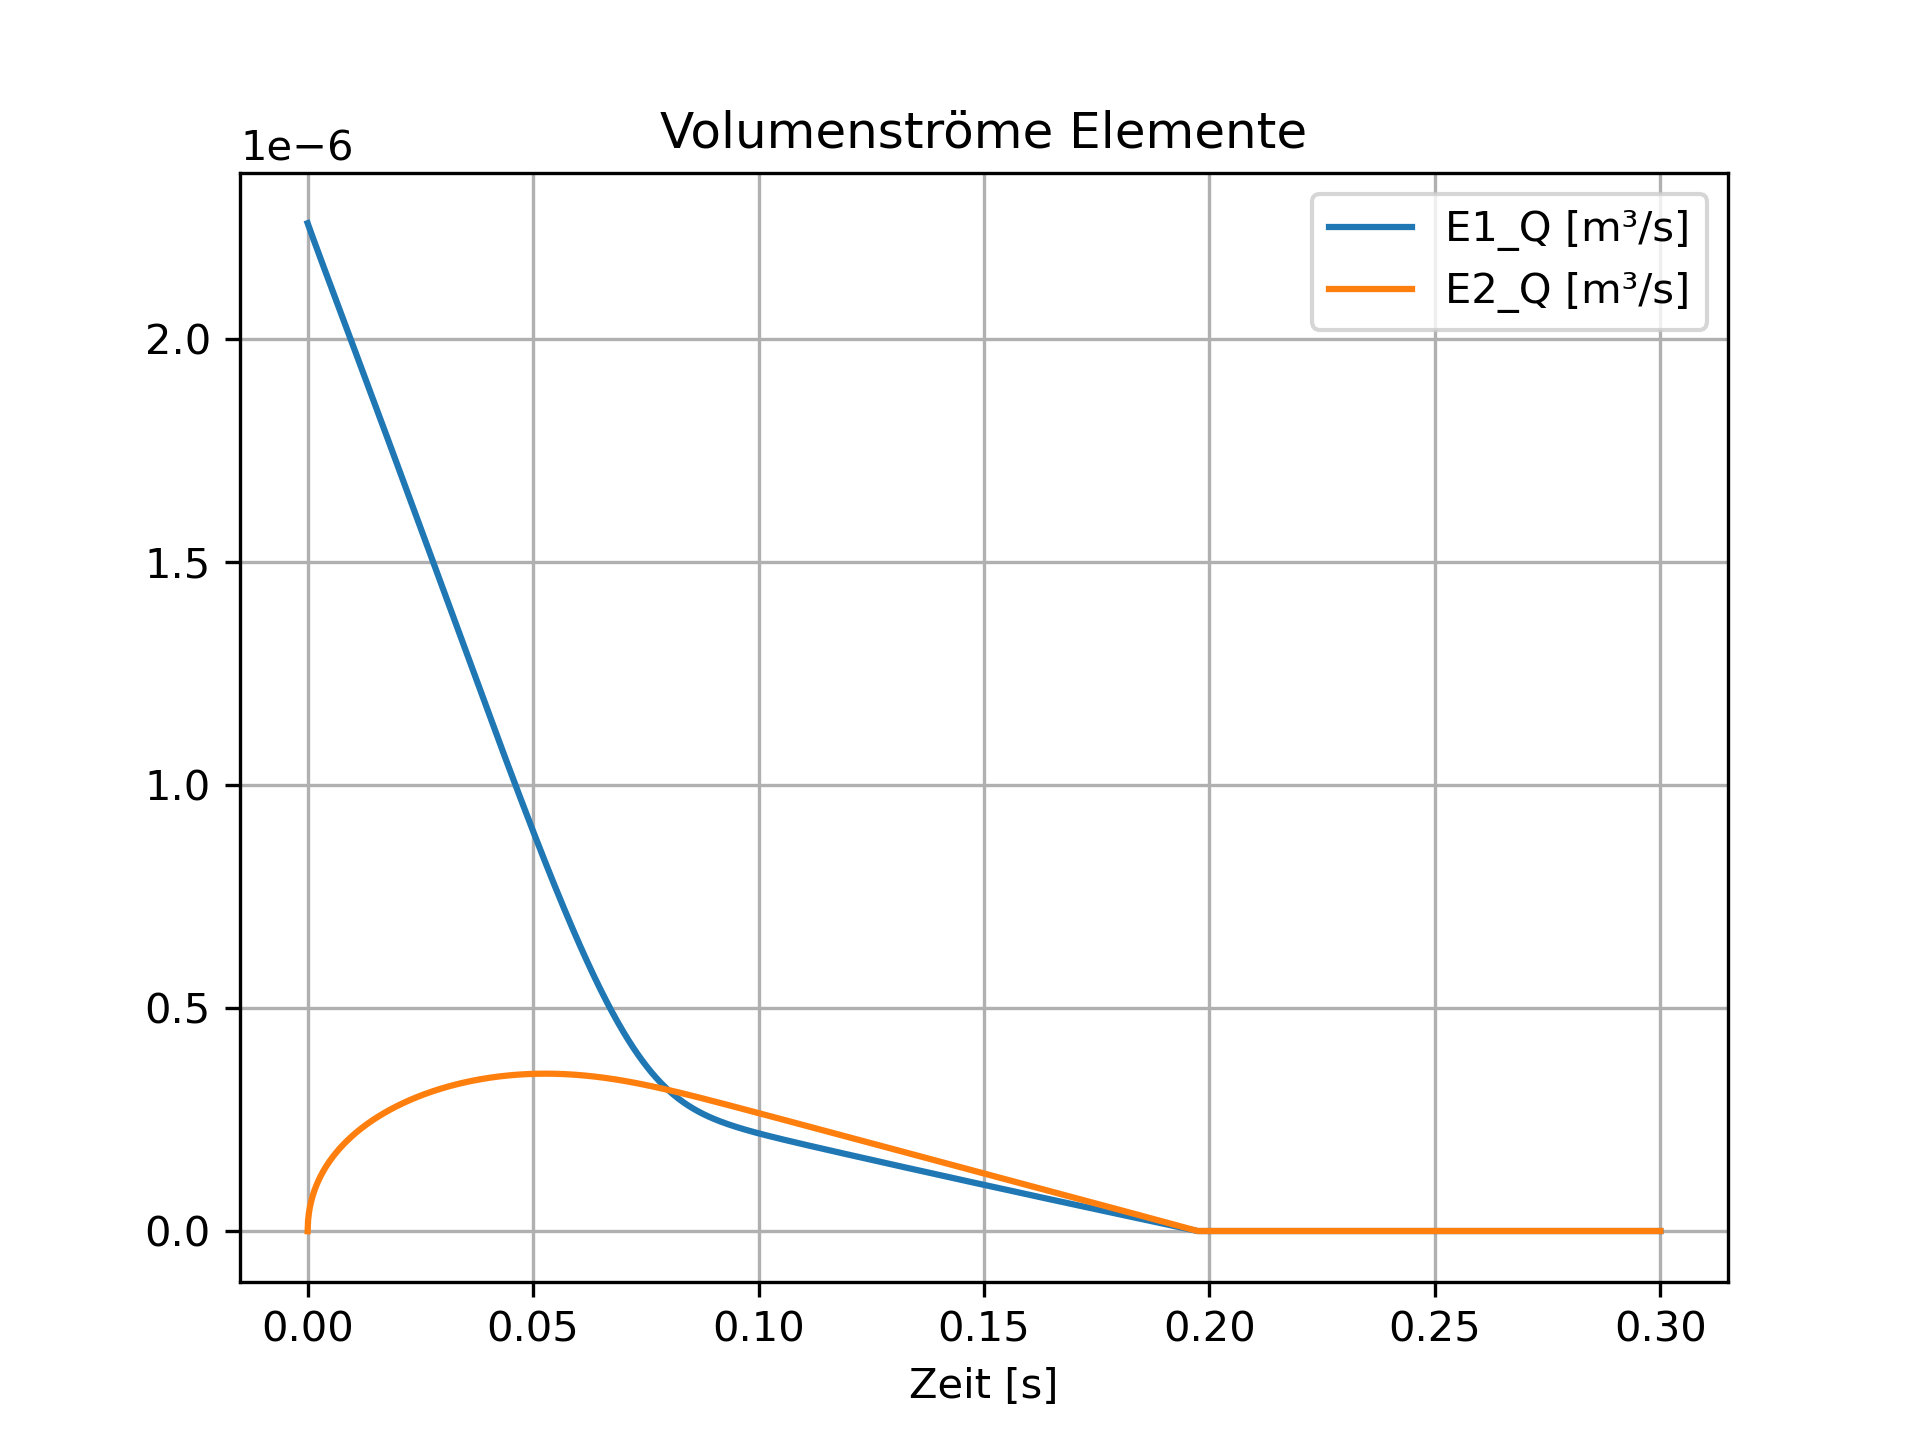 Volumenströme Elemente
1e−6
E1_Q [m³/s]
E2_Q [m³/s]
2.0
1.5
1.0
0.5
0.0
0.00 0.05 0.10 0.15 0.20 0.25 0.30
Zeit [s]